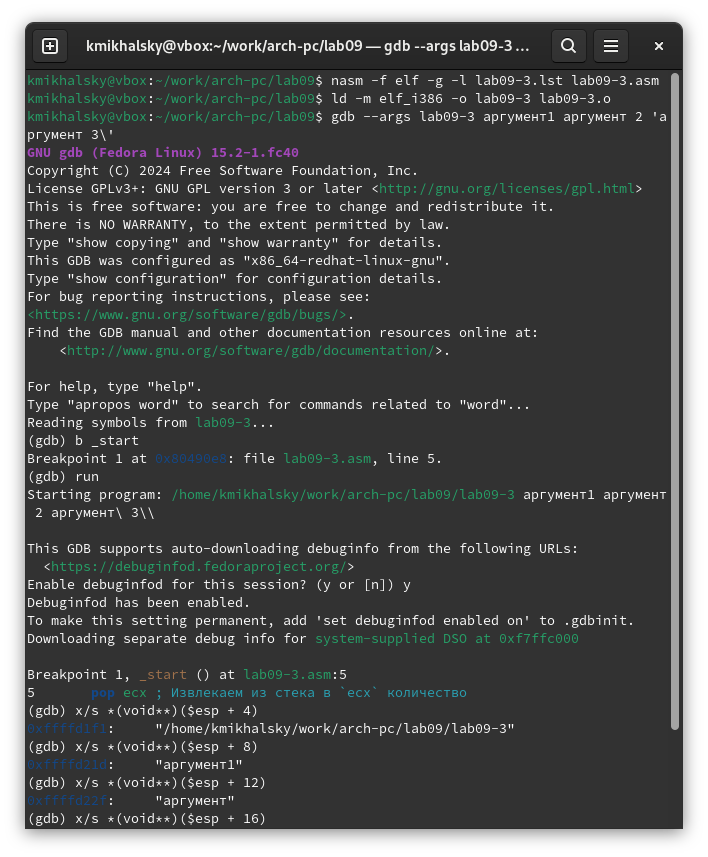 kmikhalsky@vbox:~/work/arch-pc/lab09 — gdb --args lab09-3 ...
kmikhalsky@vbox:~/work/arch-pc/lab09$ nasm -f elf -g -l lab09-3.lst lab09-3.asm
kmikhalsky@vbox:~/work/arch-pc/lab09$ ld -m elf_i386 -o lab09-3 lab09-3.o
kmikhalsky@vbox:~/work/arch-pc/lab09$ gdb --args lab09-3 аргумент1 аргумент 2 'а
ргумент 3\'
GNU gdb (Fedora Linux) 15.2-1.fc40
Copyright (C) 2024 Free Software Foundation, Inc.
License GPLv3+: GNU GPL version 3 or later <http://gnu.org/licenses/gpl.html>
This is free software: you are free to change and redistribute it.
There is NO WARRANTY, to the extent permitted by law.
Type "show copying" and "show warranty" for details.
This GDB was configured as "x86_64-redhat-linux-gnu".
Type "show configuration" for configuration details.
For bug reporting instructions, please see:
<https://www.gnu.org/software/gdb/bugs/>.
Find the GDB manual and other documentation resources online at:
    <http://www.gnu.org/software/gdb/documentation/>.

For help, type "help".
Type "apropos word" to search for commands related to "word"...
Reading symbols from lab09-3...
(gdb) b _start
Breakpoint 1 at 0x80490e8: file lab09-3.asm, line 5.
(gdb) run
Starting program: /home/kmikhalsky/work/arch-pc/lab09/lab09-3 аргумент1 аргумент
 2 аргумент\ 3\\

This GDB supports auto-downloading debuginfo from the following URLs:
  <https://debuginfod.fedoraproject.org/>
Enable debuginfod for this session? (y or [n]) y
Debuginfod has been enabled.
To make this setting permanent, add 'set debuginfod enabled on' to .gdbinit.
Downloading separate debug info for system-supplied DSO at 0xf7ffc000

Breakpoint 1, _start () at lab09-3.asm:5
5       pop ecx ; Извлекаем из стека в `ecx` количество
(gdb) x/s *(void**)($esp + 4)
0xffffd1f1:     "/home/kmikhalsky/work/arch-pc/lab09/lab09-3"
(gdb) x/s *(void**)($esp + 8)
0xffffd21d:     "аргумент1"
(gdb) x/s *(void**)($esp + 12)
0xffffd22f:     "аргумент"
(gdb) x/s *(void**)($esp + 16)